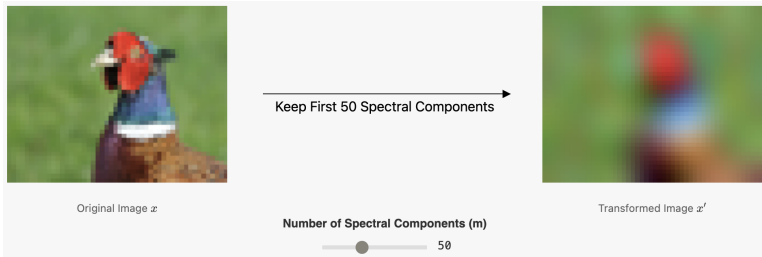 Keep First 50 Spectral Components
Original Image x
Transformed Image x′
Number of Spectral Components (m)
50